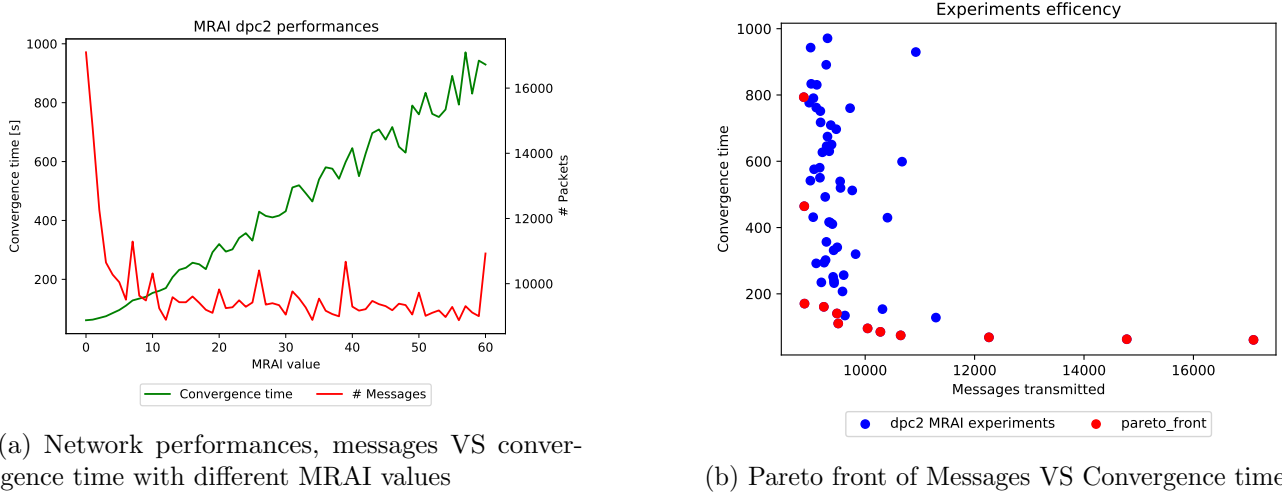 MRAI dpc2 performances
1000
800
600
400
200
Convergence time [s]
16000
14000
12000
10000
# Packets
0 10 20 30 40 50 60
MRAI value
Convergence time # Messages
(a) Network performances, messages VS conver-
gence time with different MRAI values
Experiments efficency
1000
800
600
400
200
Convergence time
10000 12000 14000 16000
Messages transmitted
dpc2 MRAI experiments pareto_front
(b) Pareto front of Messages VS Convergence time